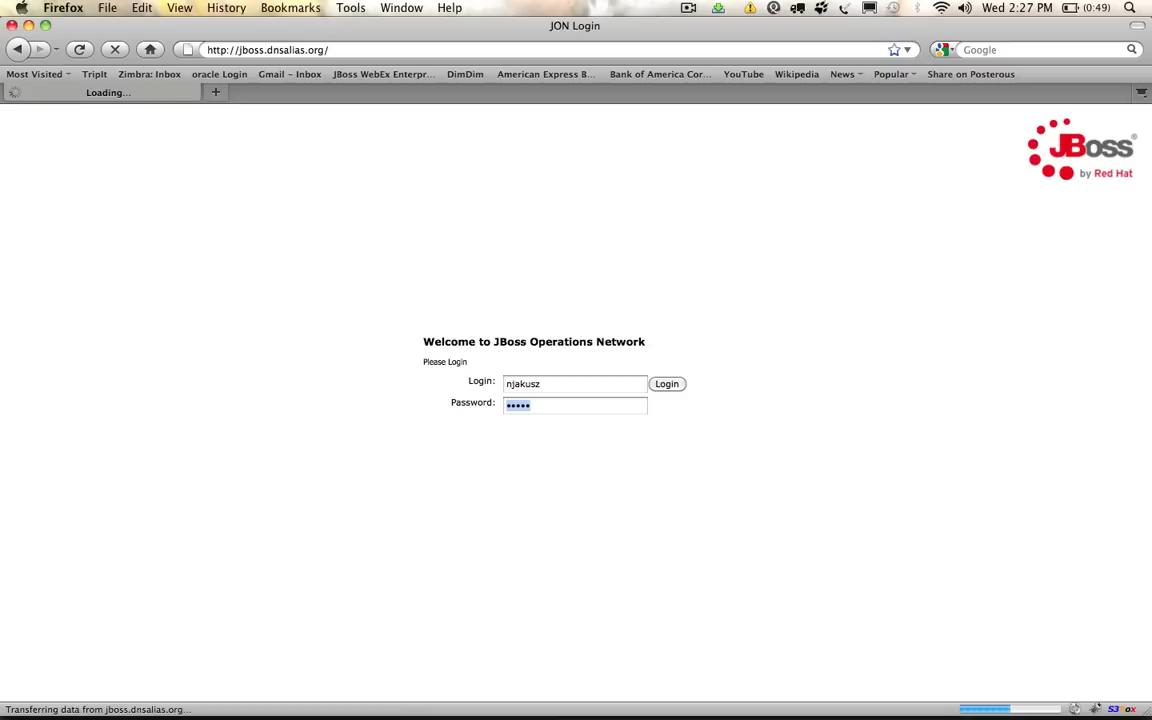 Firefox File Edit View History Bookmarks Tools Window Help Wed 2:27 PM (0:49)
JON Login
http://jboss.dnsalias.org/ Google
Most Visited TripIt Zimbra: Inbox oracle Login Gmail – Inbox JBoss WebEx Enterpr... DimDim American Express B... Bank of America Cor... YouTube Wikipedia News Popular Share on Posterous
Loading...
JBoss®
by Red Hat
Welcome to JBoss Operations Network
Please Login
Login: njakusz Login
Password: •••••
Transferring data from jboss.dnsalias.org... S3Fox